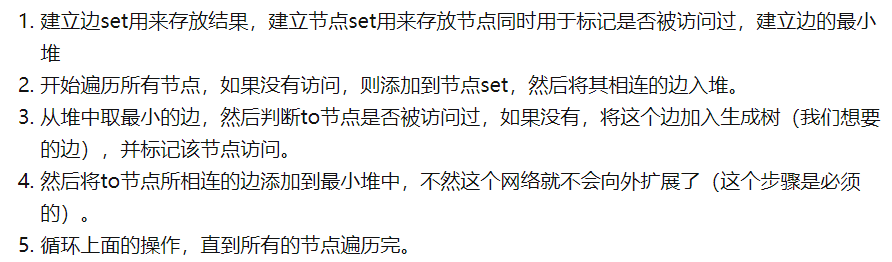 1. 建立边set用来存放结果，建立节点set用来存放节点同时用于标记是否被访问过，建立边的最小
堆
2. 开始遍历所有节点，如果没有访问，则添加到节点set，然后将其相连的边入堆。
3. 从堆中取最小的边，然后判断to节点是否被访问过，如果没有，将这个边加入生成树（我们想要
的边），并标记该节点访问。
4. 然后将to节点所相连的边添加到最小堆中，不然这个网络就不会向外扩展了（这个步骤是必须
的）。
5. 循环上面的操作，直到所有的节点遍历完。